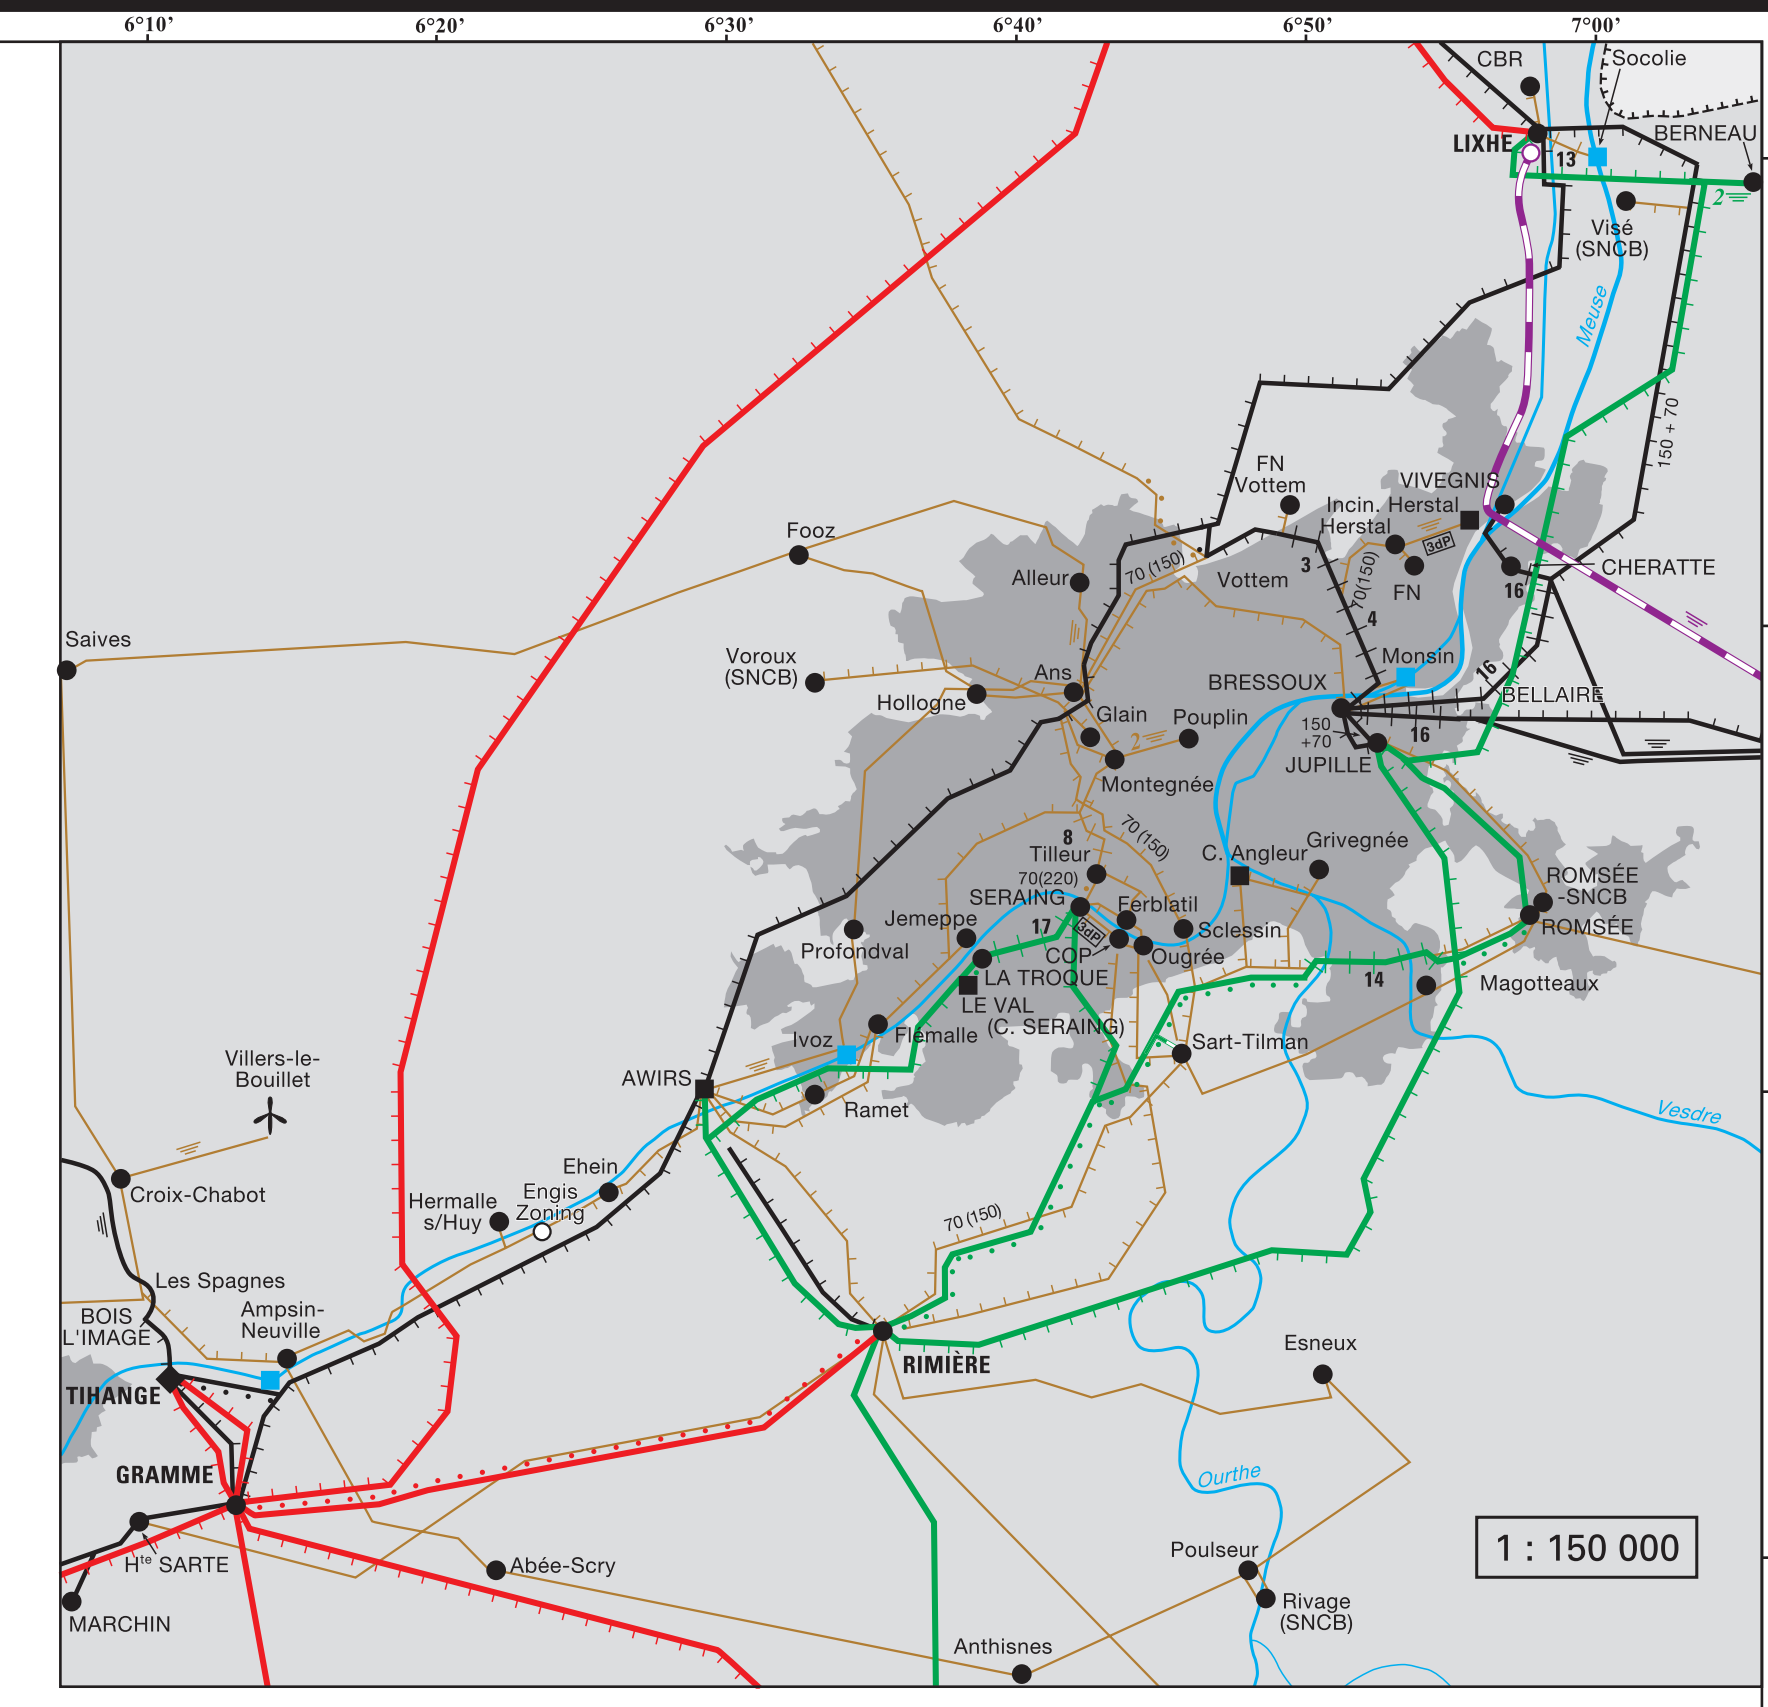 6°10’ 6°20’ 6°30’ 6°40’ 6°50’ 7°00’
CBR
Socolie
BERNEAU
LIXHE
13
2
Visé
(SNCB)
Meuse
150 + 70
FN
Vottem
VIVEGNIS
Incin. Herstal
Herstal
3dP
Fooz
Alleur
70 (150)
Vottem
3
70(150)
FN
16
CHERATTE
4
Saives
Voroux
(SNCB)
Ans
Monsin
16
Hollogne
BRESSOUX
BELLAIRE
Glain
Pouplin
2
150
+70
16
JUPILLE
Montegnée
8
70 (150)
Tilleur
C. Angleur
Grivegnée
70(220)
SERAING
Ferblatil
ROMSÉE
-SNCB
Jemeppe
17
3dP
Sclessin
ROMSÉE
Profondval
COP
Ougrée
LA TROQUE
14
Magotteaux
LE VAL
(C. SERAING)
Ivoz
Flémalle
Sart-Tilman
Villers-le-
Bouillet
AWIRS
Ramet
Vesdre
Croix-Chabot
Ehein
Hermalle
s/Huy
Engis
Zoning
70 (150)
Les Spagnes
BOIS
L'IMAGE
Ampsin-
Neuville
Esneux
RIMIÈRE
TIHANGE
GRAMME
Ourthe
1 : 150 000
Hte SARTE
Abée-Scry
Poulseur
MARCHIN
Rivage
(SNCB)
Anthisnes